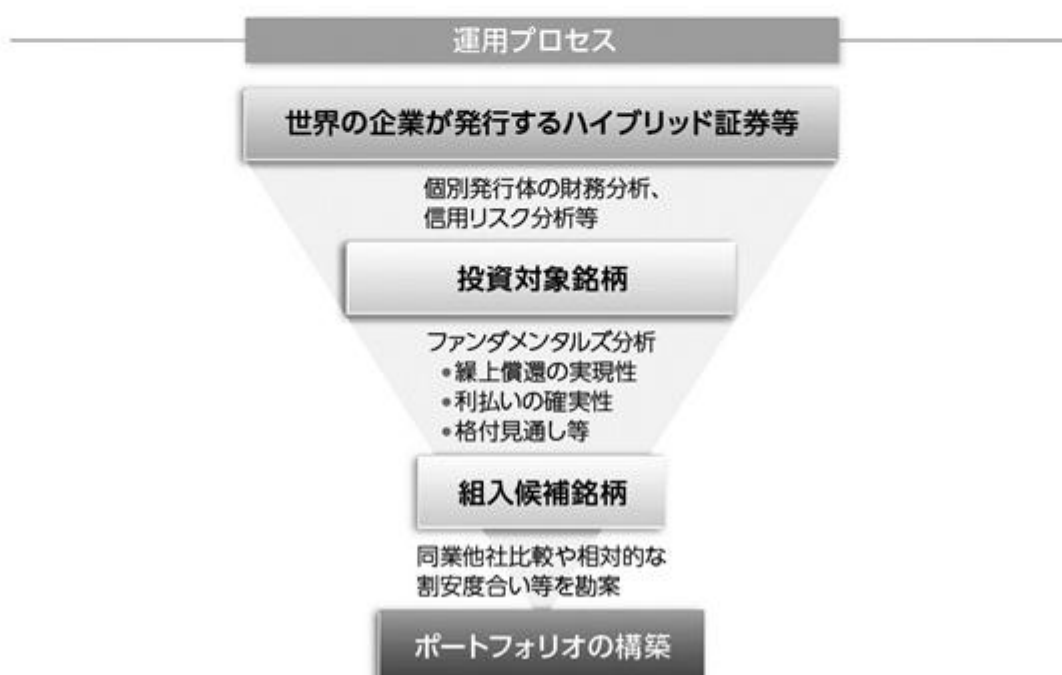 運用プロセス
世界の企業が発行するハイブリッド証券等
個別発行体の財務分析、
信用リスク分析等
投資対象銘柄
ファンダメンタルズ分析
•繰上償還の実現性
•利払いの確実性
•格付見通し等
組入候補銘柄
同業他社比較や相対的な
割安度合い等を勘案
ポートフォリオの構築